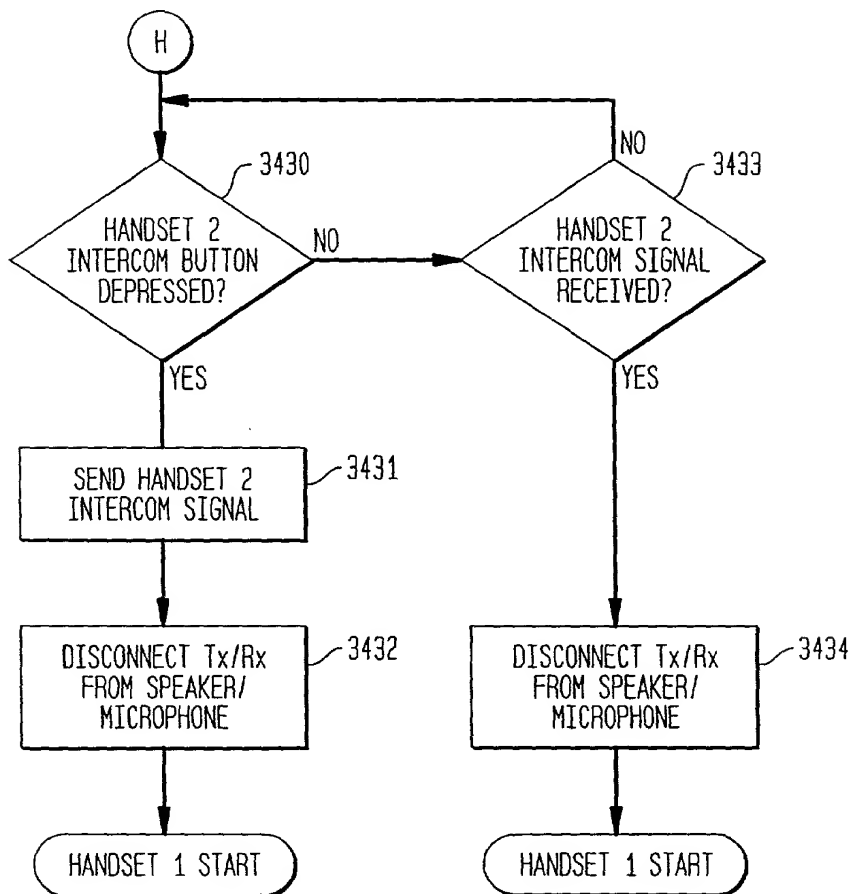 H
3430
HANDSET 2
INTERCOM BUTTON
DEPRESSED?
NO
YES
NO
3433
HANDSET 2
INTERCOM SIGNAL
RECEIVED?
YES
SEND HANDSET 2
INTERCOM SIGNAL
3431
DISCONNECT Tx/Rx
FROM SPEAKER/
MICROPHONE
3432
DISCONNECT Tx/Rx
FROM SPEAKER/
MICROPHONE
3434
HANDSET 1 START
HANDSET 1 START